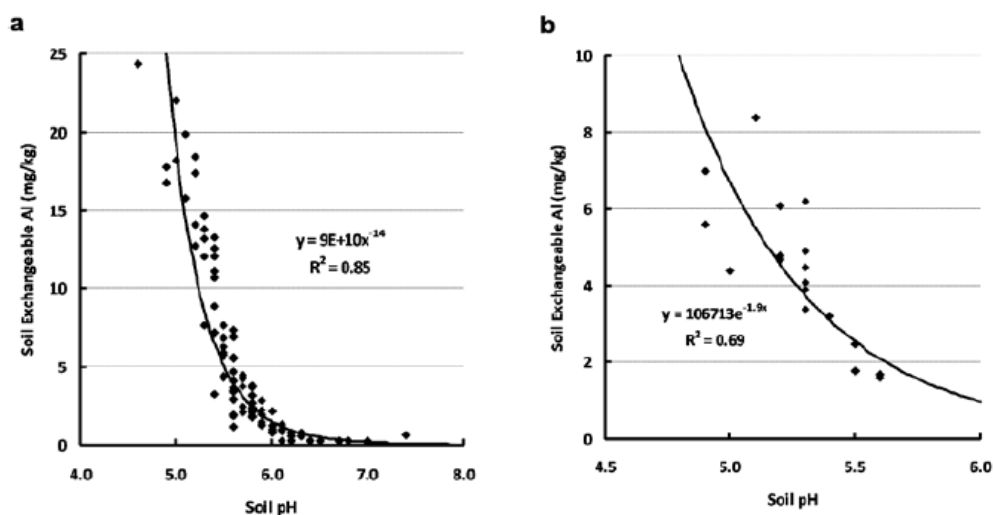 a
25
20
15
10
5
0
Soil Exchangeable Al (mg/kg)
y = 9E+10x⁻¹⁴
R² = 0.85
4.0 5.0 6.0 7.0 8.0
Soil pH
b
10
8
6
4
2
0
Soil Exchangeable Al (mg/kg)
y = 106713e⁻¹·⁹ˣ
R² = 0.69
4.5 5.0 5.5 6.0
Soil pH